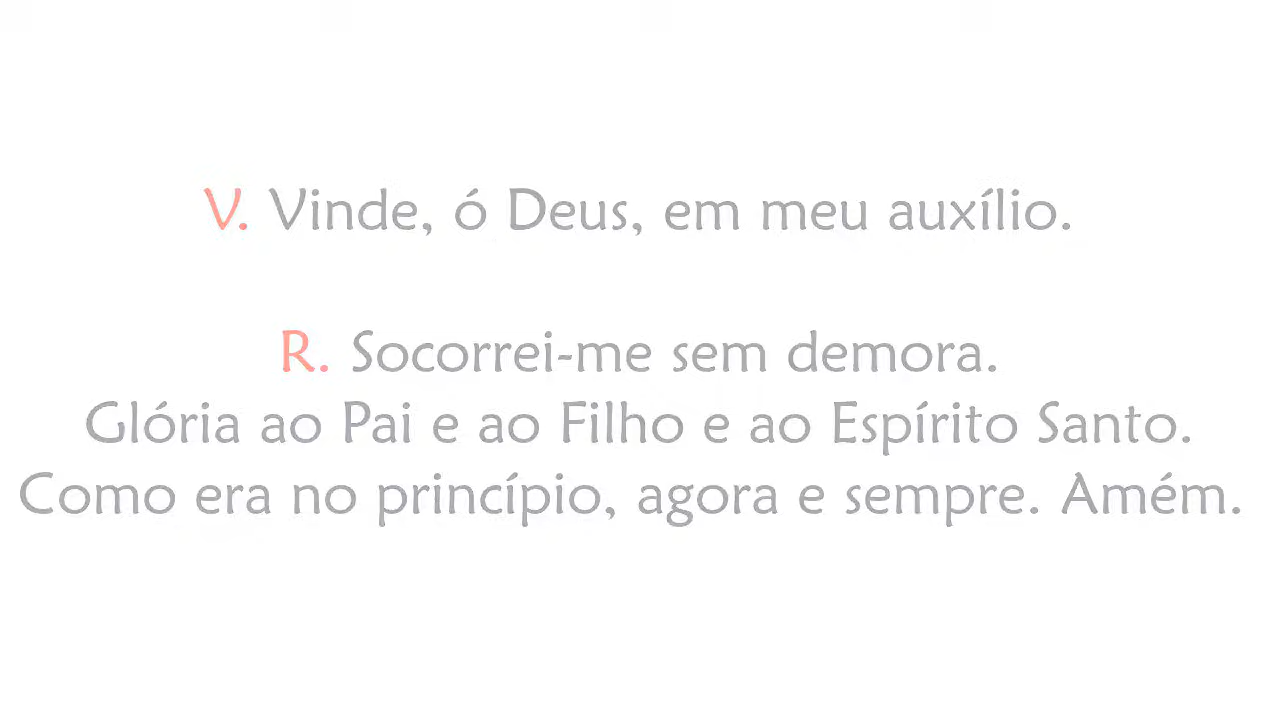 V. Vinde, ó Deus, em meu auxílio.
R. Socorrei-me sem demora.
Glória ao Pai e ao Filho e ao Espírito Santo.
Como era no princípio, agora e sempre. Amém.